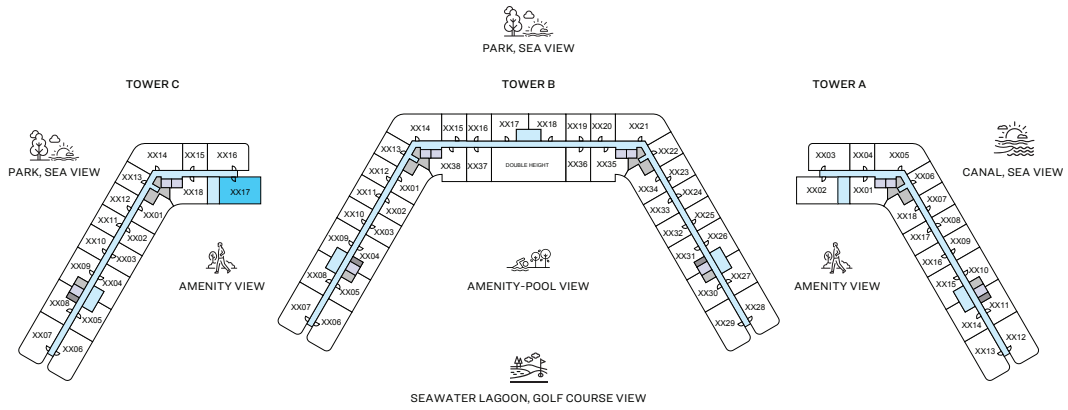 PARK, SEA VIEW
TOWER C
TOWER B
TOWER A
PARK, SEA VIEW
CANAL, SEA VIEW
XX14
XX15
XX16
XX13
XX18
XX17
XX12
XX01
XX11
XX02
XX10
XX03
XX09
XX04
XX08
XX05
XX07
XX06
AMENITY VIEW
XX14
XX15
XX16
XX17
XX18
XX19
XX20
XX21
XX13
XX38
XX37
DOUBLE HEIGHT
XX36
XX35
XX22
XX12
XX01
XX34
XX23
XX11
XX02
XX33
XX24
XX10
XX03
XX32
XX25
XX09
XX04
XX31
XX26
XX08
XX05
XX30
XX27
XX07
XX06
XX29
XX28
AMENITY-POOL VIEW
XX03
XX04
XX05
XX02
XX01
XX06
XX18
XX07
XX17
XX08
XX16
XX09
XX15
XX10
XX14
XX11
XX13
XX12
AMENITY VIEW
SEAWATER LAGOON, GOLF COURSE VIEW